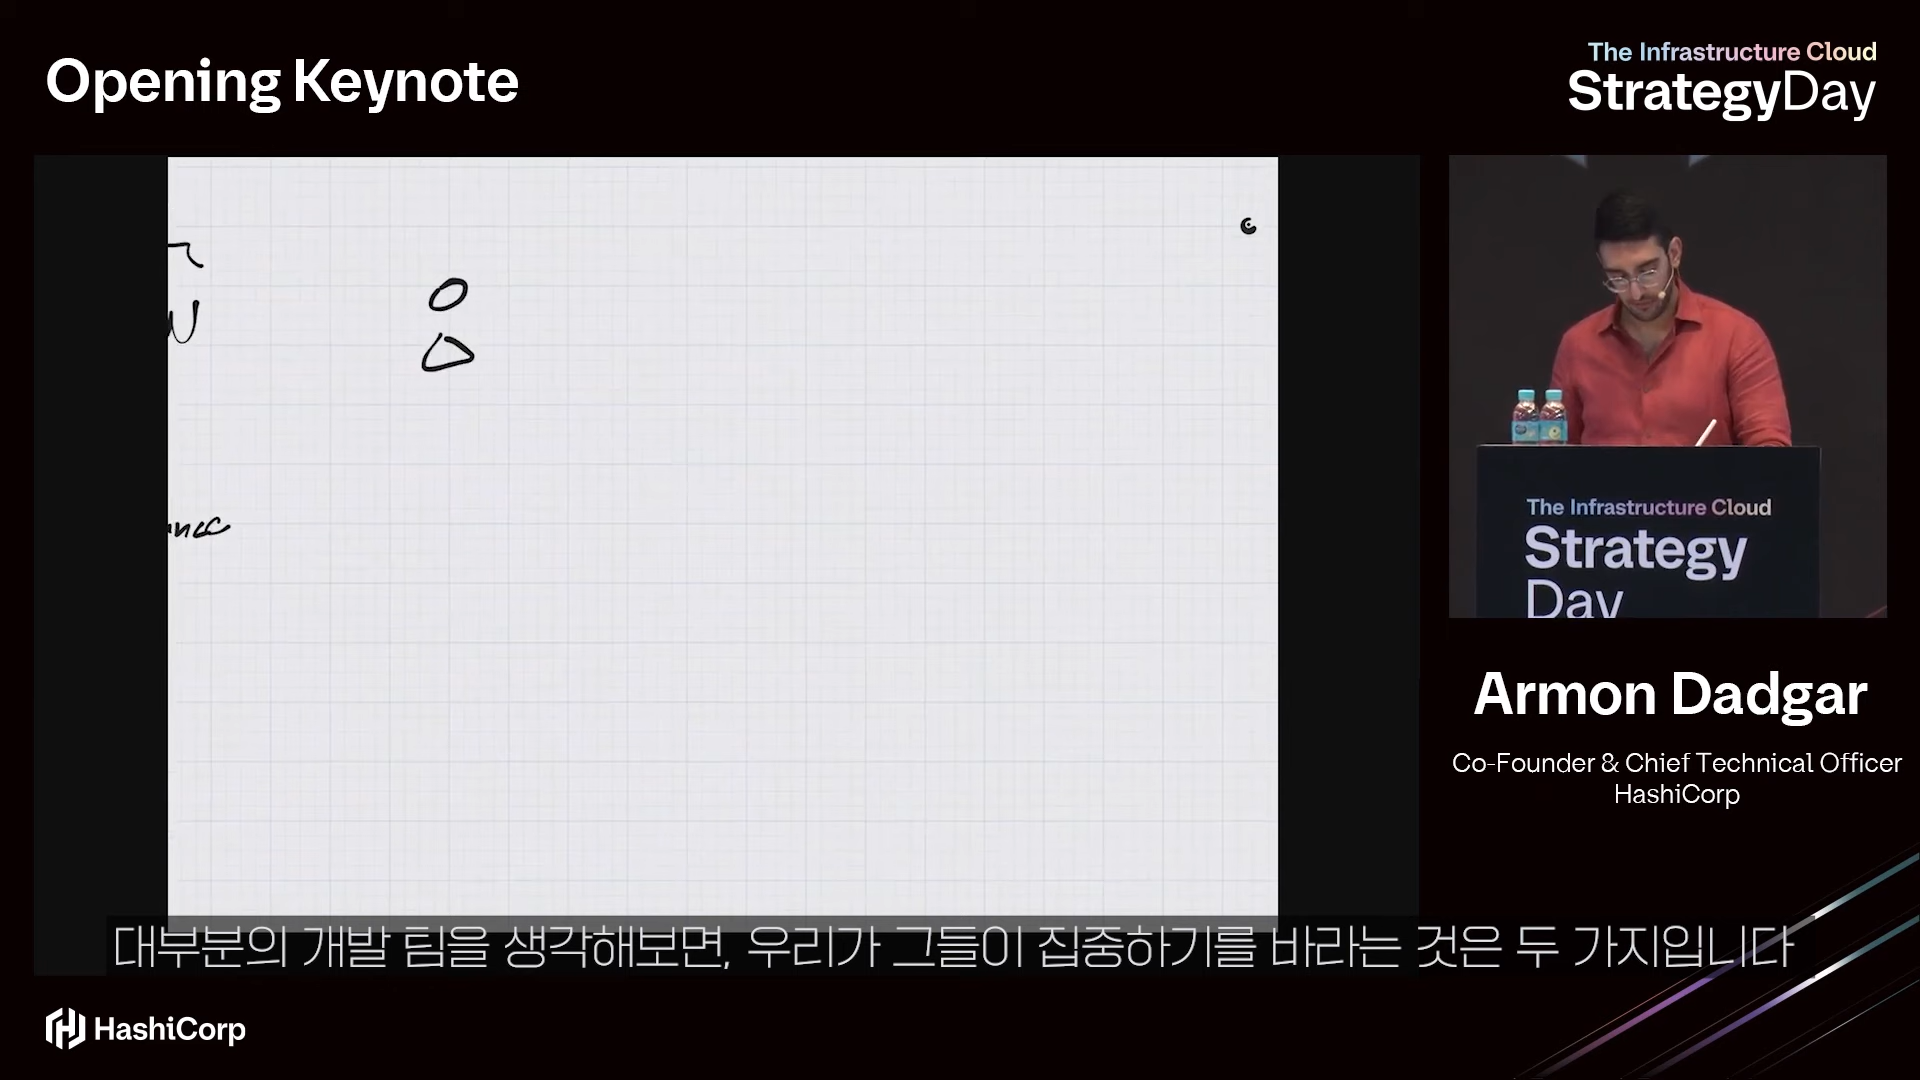 Opening Keynote
The Infrastructure Cloud
StrategyDay
The Infrastructure Cloud
Strategy
Day
Armon Dadgar
Co-Founder & Chief Technical Officer
HashiCorp
대부분의 개발 팀을 생각해보면, 우리가 그들이 집중하기를 바라는 것은 두 가지입니다
HashiCorp